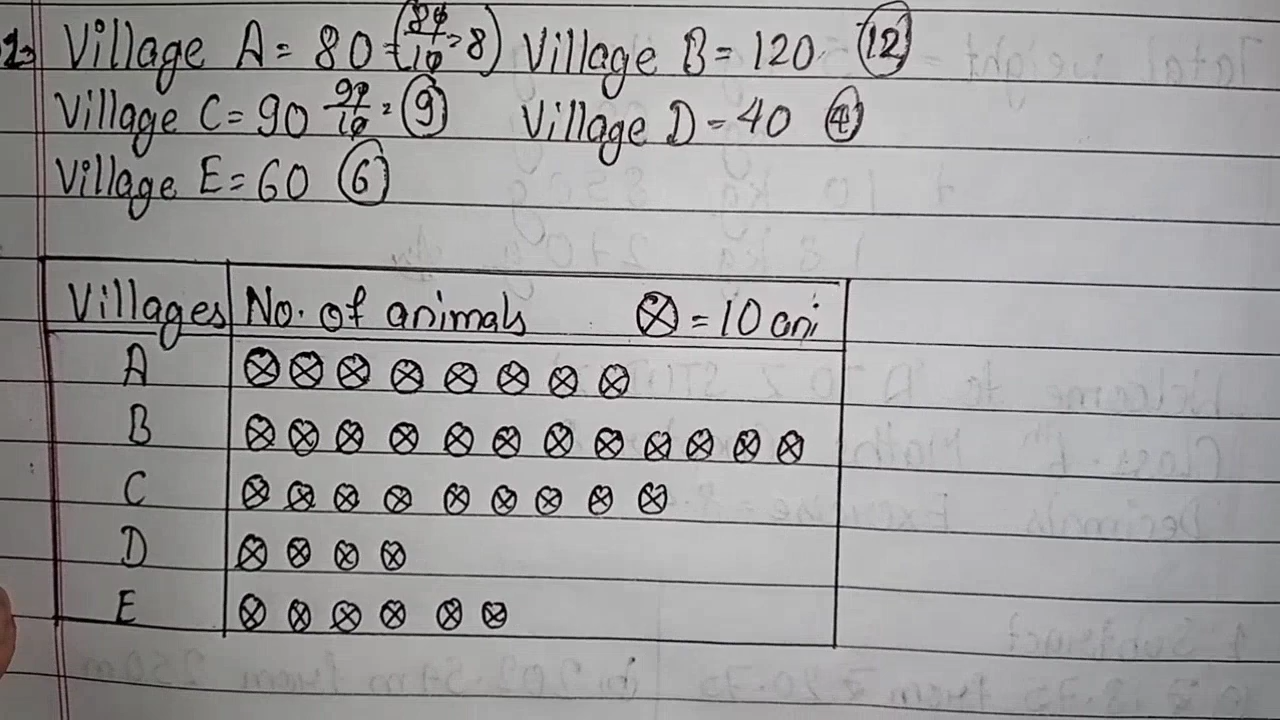 1. Village A = 80 = (80/10 = 8) Village B = 120 (12)
Village C = 90 90/10 = (9) Village D = 40 (4)
Village E = 60 (6)
Villages No. of animals ⊗ = 10 ani
A ⊗ ⊗ ⊗ ⊗ ⊗ ⊗ ⊗ ⊗
B ⊗ ⊗ ⊗ ⊗ ⊗ ⊗ ⊗ ⊗ ⊗ ⊗ ⊗ ⊗
C ⊗ ⊗ ⊗ ⊗ ⊗ ⊗ ⊗ ⊗ ⊗
D ⊗ ⊗ ⊗ ⊗
E ⊗ ⊗ ⊗ ⊗ ⊗ ⊗